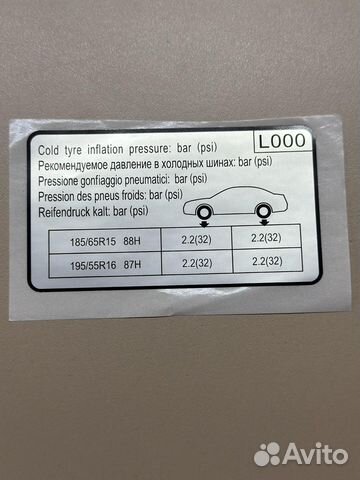 Cold tyre inflation pressure: bar (psi) L000
Рекомендуемое давление в холодных шинах: bar (psi)
Pressione gonfiaggio pneumatici: bar (psi)
Pression des pneus froids: bar (psi)
Reifendruck kalt: bar (psi)
185/65R15 88H 2.2(32) 2.2(32)
195/55R16 87H 2.2(32) 2.2(32)
Avito